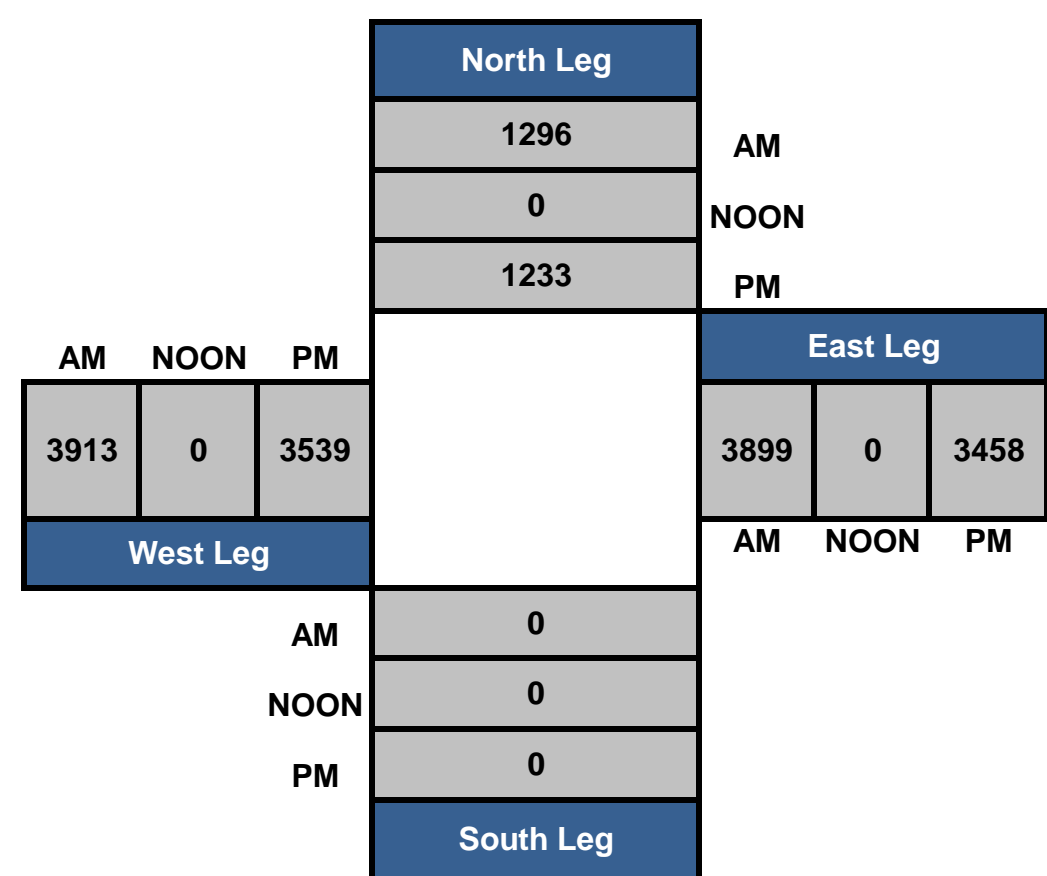 North Leg
1296 AM
0 NOON
1233 PM
East Leg
AM NOON PM
3913 0 3539 3899 0 3458
West Leg
AM NOON PM
AM 0
NOON 0
PM 0
South Leg